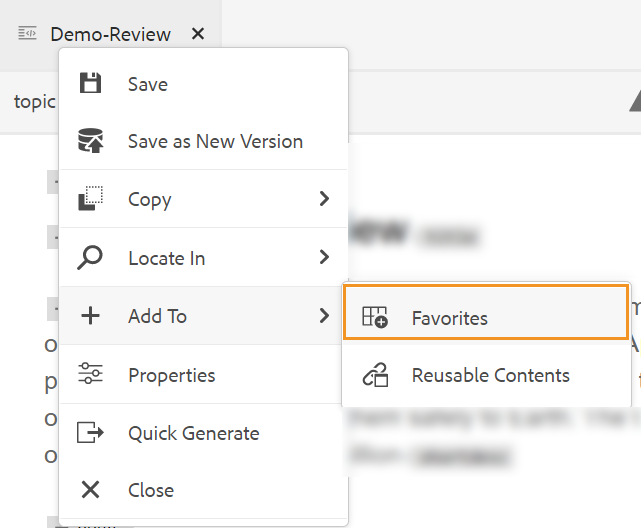 Demo-Review
topic
Save
Save as New Version
Copy
Locate In
Add To
Favorites
Properties
Reusable Contents
Quick Generate
Close